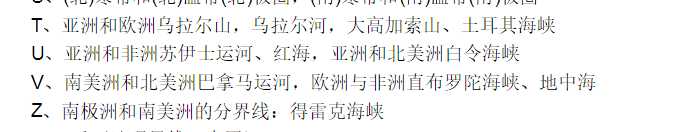 T、亚洲和欧洲乌拉尔山，乌拉尔河，大高加索山、土耳其海峡
U、亚洲和非洲苏伊士运河、红海，亚洲和北美洲白令海峡
V、南美洲和北美洲巴拿马运河，欧洲与非洲直布罗陀海峡、地中海
Z、南极洲和南美洲的分界线：得雷克海峡